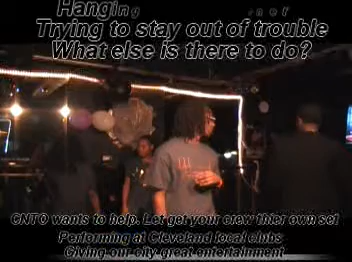 Hanging
Trying to stay out of trouble
What else is there to do?
CNTO wants to help. Let get your crew thier own set
Performing at Cleveland local clubs
Giving our city great entertainment